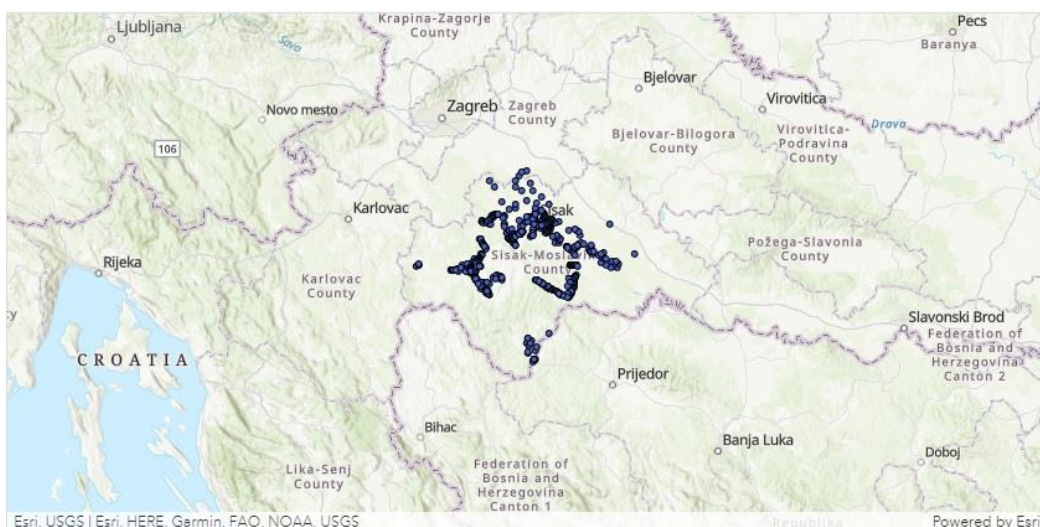 Ljubljana
Krapina-Zagorje
County
Pecs
Baranya
Sava
Bjelovar
Novo mesto
Zagreb
Zagreb
County
Virovitica
Drava
106
Bjelovar-Bilogora
County
Virovitica-
Podravina
County
Karlovac
Požega-Slavonia
County
Rijeka
Karlovac
County
County
Slavonski Brod
Federation of
Bosnia and
Herzegovina
Canton 2
CROATIA
Prijedor
Bihac
Banja Luka
Doboj
Lika-Senj
County
Federation of
Bosnia and
Herzegovina
Canton 1
Republika
Esri, USGS | Esri, HERE, Garmin, FAO, NOAA, USGS
Powered by Esri